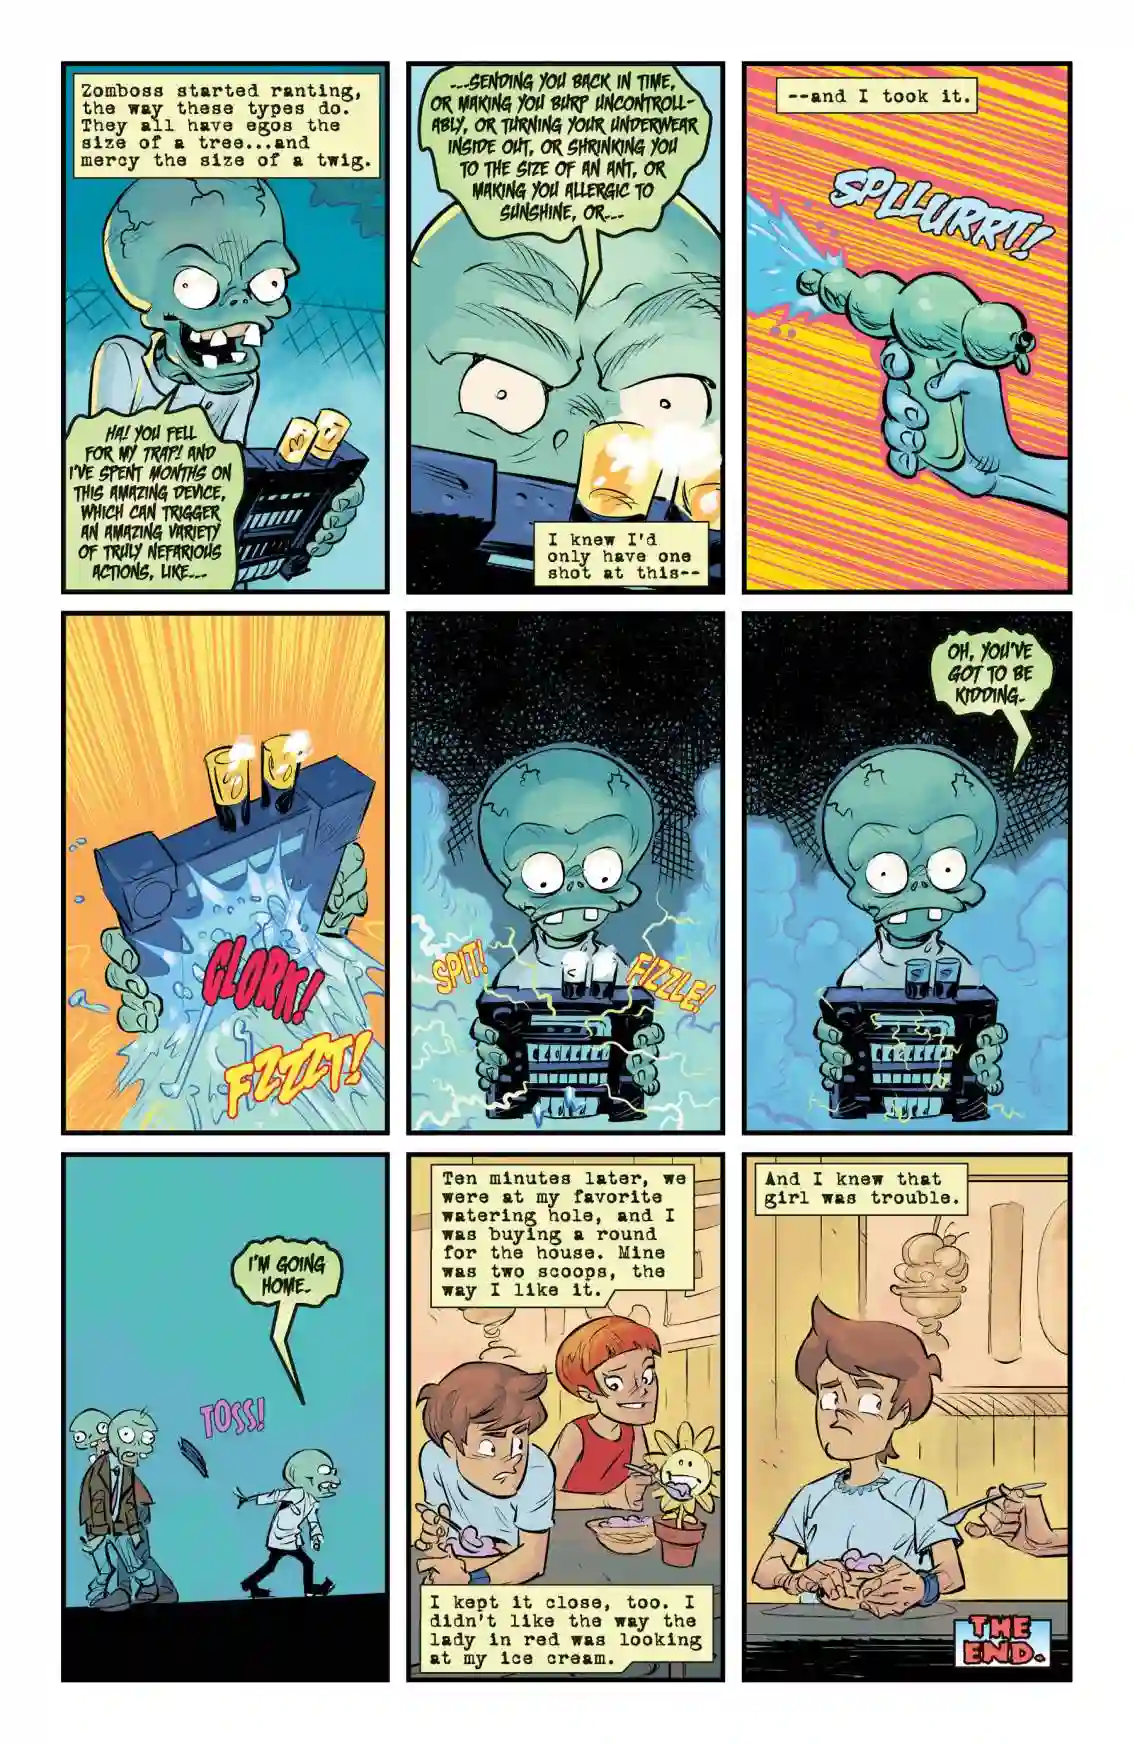 Zomboss started ranting,
the way these types do.
They all have egos the
size of a tree...and
mercy the size of a twig.
HA! YOU FELL
FOR MY TRAP! AND
I'VE SPENT MONTHS ON
THIS AMAZING DEVICE,
WHICH CAN TRIGGER
AN AMAZING VARIETY
OF TRULY NEFARIOUS
ACTIONS, LIKE...
...SENDING YOU BACK IN TIME,
OR MAKING YOU BURP UNCONTROLL-
ABLY, OR TURNING YOUR UNDERWEAR
INSIDE OUT, OR SHRINKING YOU
TO THE SIZE OF AN ANT, OR
MAKING YOU ALLERGIC TO
SUNSHINE, OR...
I knew I'd
only have one
shot at this--
--and I took it.
SPLLURRT!
GLORK!
FZZZT!
SPIT!
FIZZLE!
OH, YOU'VE
GOT TO BE
KIDDING.
I'M GOING
HOME.
TOSS!
Ten minutes later, we
were at my favorite
watering hole, and I
was buying a round
for the house. Mine
was two scoops, the
way I like it.
I kept it close, too. I
didn't like the way the
lady in red was looking
at my ice cream.
And I knew that
girl was trouble.
THE
END.